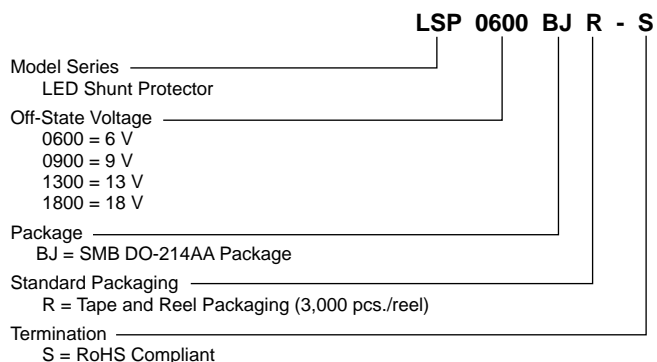 LSP 0600 BJ R - S
Model Series
LED Shunt Protector
Off-State Voltage
0600 = 6 V
0900 = 9 V
1300 = 13 V
1800 = 18 V
Package
BJ = SMB DO-214AA Package
Standard Packaging
R = Tape and Reel Packaging (3,000 pcs./reel)
Termination
S = RoHS Compliant